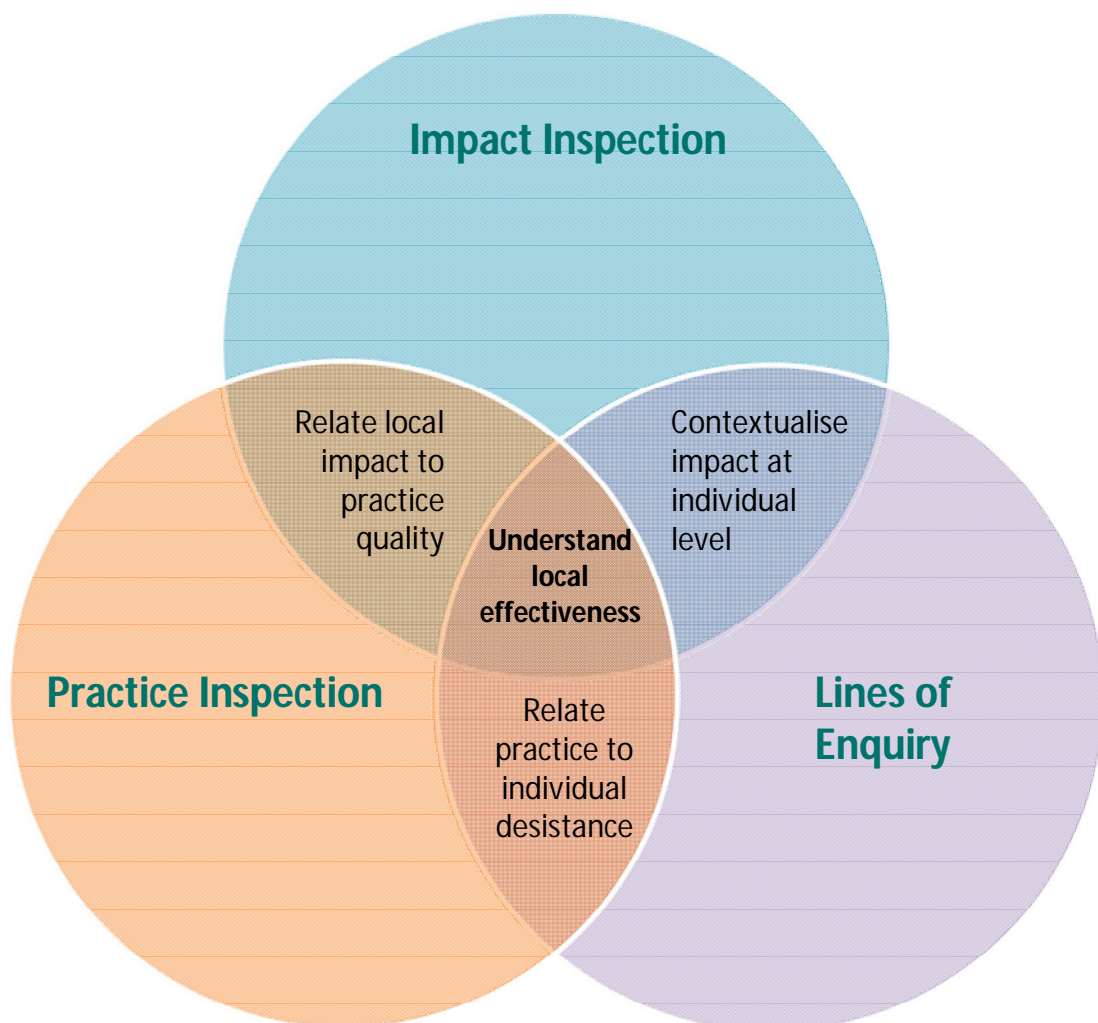 Impact Inspection
Relate local
impact to
practice
quality
Contextualise
impact at
individual
level
Understand
local
effectiveness
Practice Inspection
Lines of
Enquiry
Relate
practice to
individual
desistance